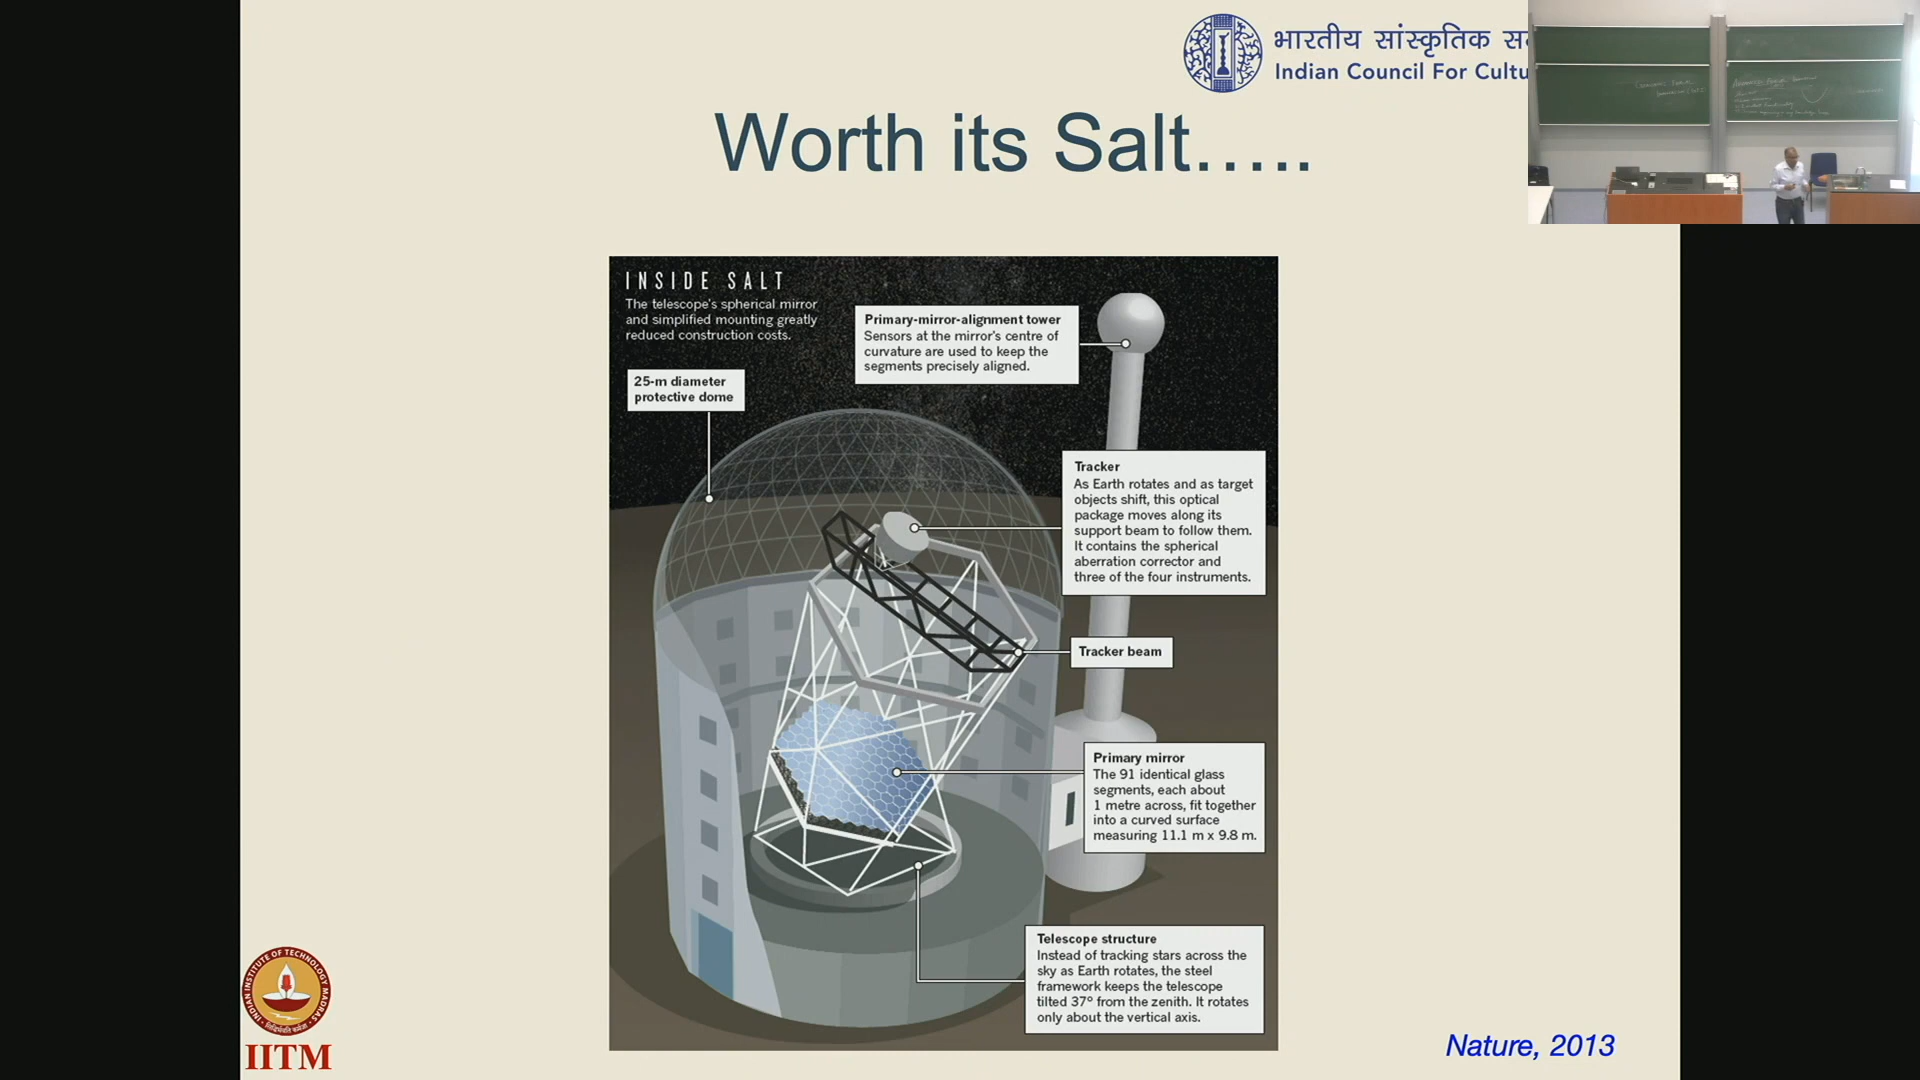 भारतीय सांस्कृतिक
Indian Council For Cultu
Worth its Salt.....
INSIDE SALT
The telescope's spherical mirror
and simplified mounting greatly
reduced construction costs.
Primary-mirror-alignment tower
Sensors at the mirror's centre of
curvature are used to keep the
segments precisely aligned.
25-m diameter
protective dome
Tracker
As Earth rotates and as target
objects shift, this optical
package moves along its
support beam to follow them.
It contains the spherical
aberration corrector and
three of the four instruments.
Tracker beam
Primary mirror
The 91 identical glass
segments, each about
1 metre across, fit together
into a curved surface
measuring 11.1 m x 9.8 m.
Telescope structure
Instead of tracking stars across the
sky as Earth rotates, the steel
framework keeps the telescope
tilted 37º from the zenith. It rotates
only about the vertical axis.
INDIAN INSTITUTE OF TECHNOLOGY MADRAS
IITM
Nature, 2013